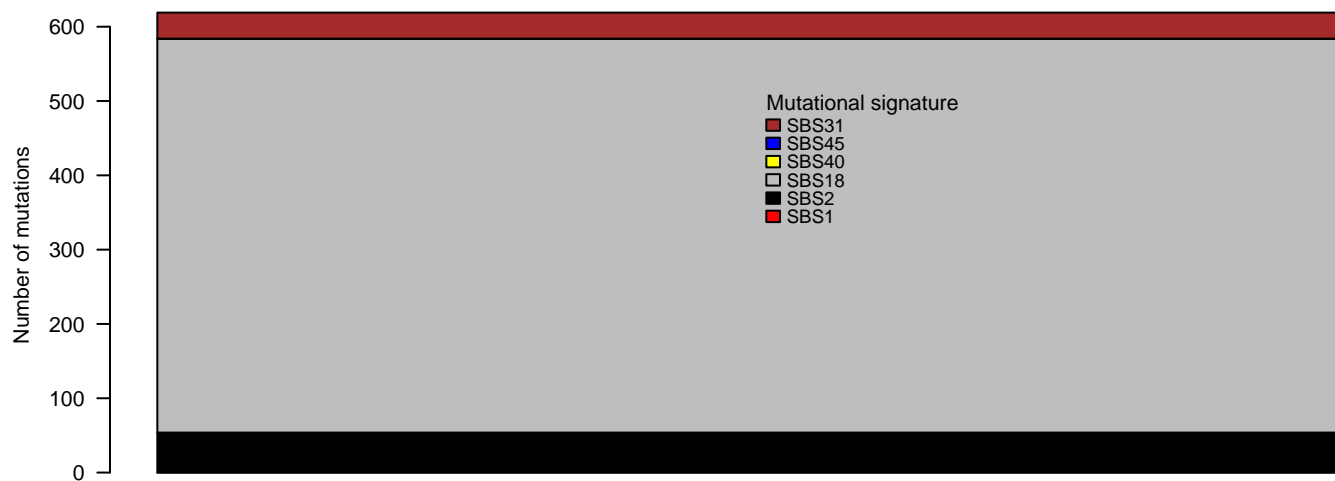 600
500
400
300
200
100
0
Number of mutations
Mutational signature
SBS31
SBS45
SBS40
SBS18
SBS2
SBS1